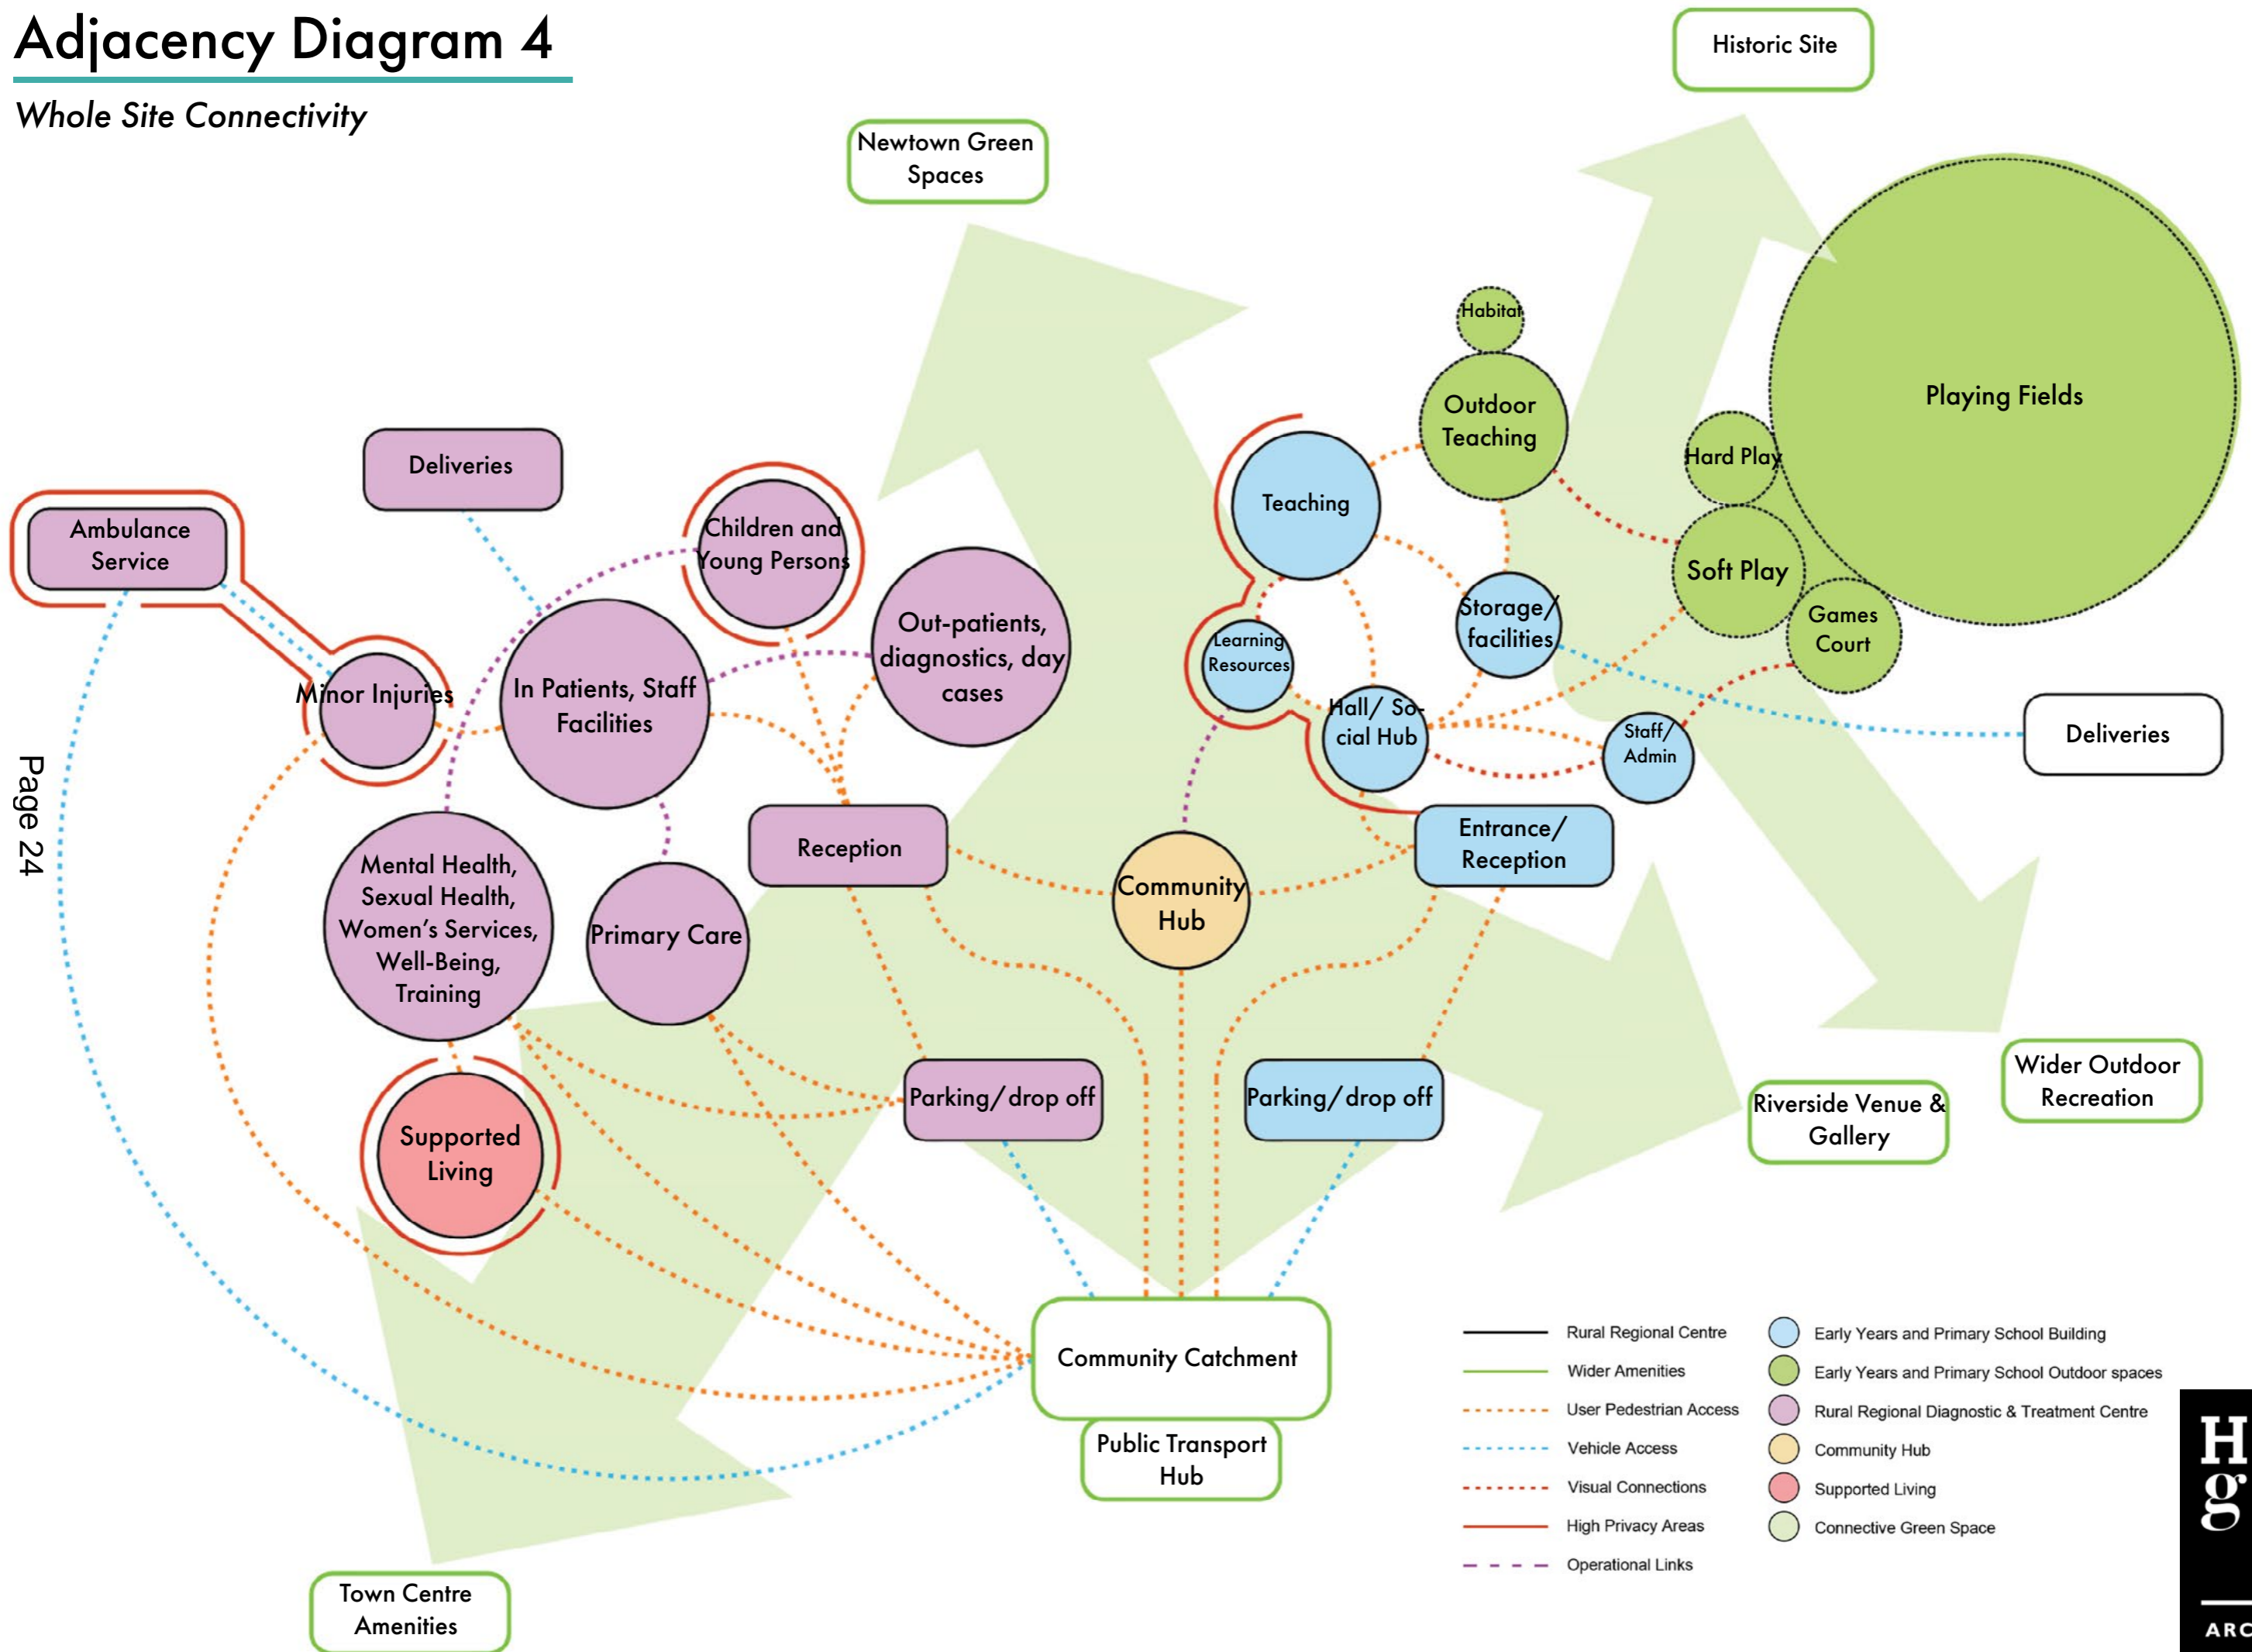 Adjacency Diagram 4
Whole Site Connectivity
Historic Site
Newtown Green
Spaces
Habitat
Outdoor
Teaching
Playing Fields
Hard Play
Soft Play
Games
Court
Deliveries
Ambulance
Service
Children and
Young Persons
Out-patients,
diagnostics, day
cases
Teaching
Storage/
facilities
Learning
Resources
Hall/ So-
cial Hub
Staff/
Admin
Deliveries
Minor Injuries
In Patients, Staff
Facilities
Page 24
Mental Health,
Sexual Health,
Women's Services,
Well-Being,
Training
Primary Care
Reception
Community
Hub
Entrance/
Reception
Supported
Living
Parking/drop off
Parking/drop off
Riverside Venue &
Gallery
Wider Outdoor
Recreation
Community Catchment
Public Transport
Hub
Town Centre
Amenities
Rural Regional Centre
Wider Amenities
User Pedestrian Access
Vehicle Access
Visual Connections
High Privacy Areas
Operational Links
Early Years and Primary School Building
Early Years and Primary School Outdoor spaces
Rural Regional Diagnostic & Treatment Centre
Community Hub
Supported Living
Connective Green Space
H
g
ARC